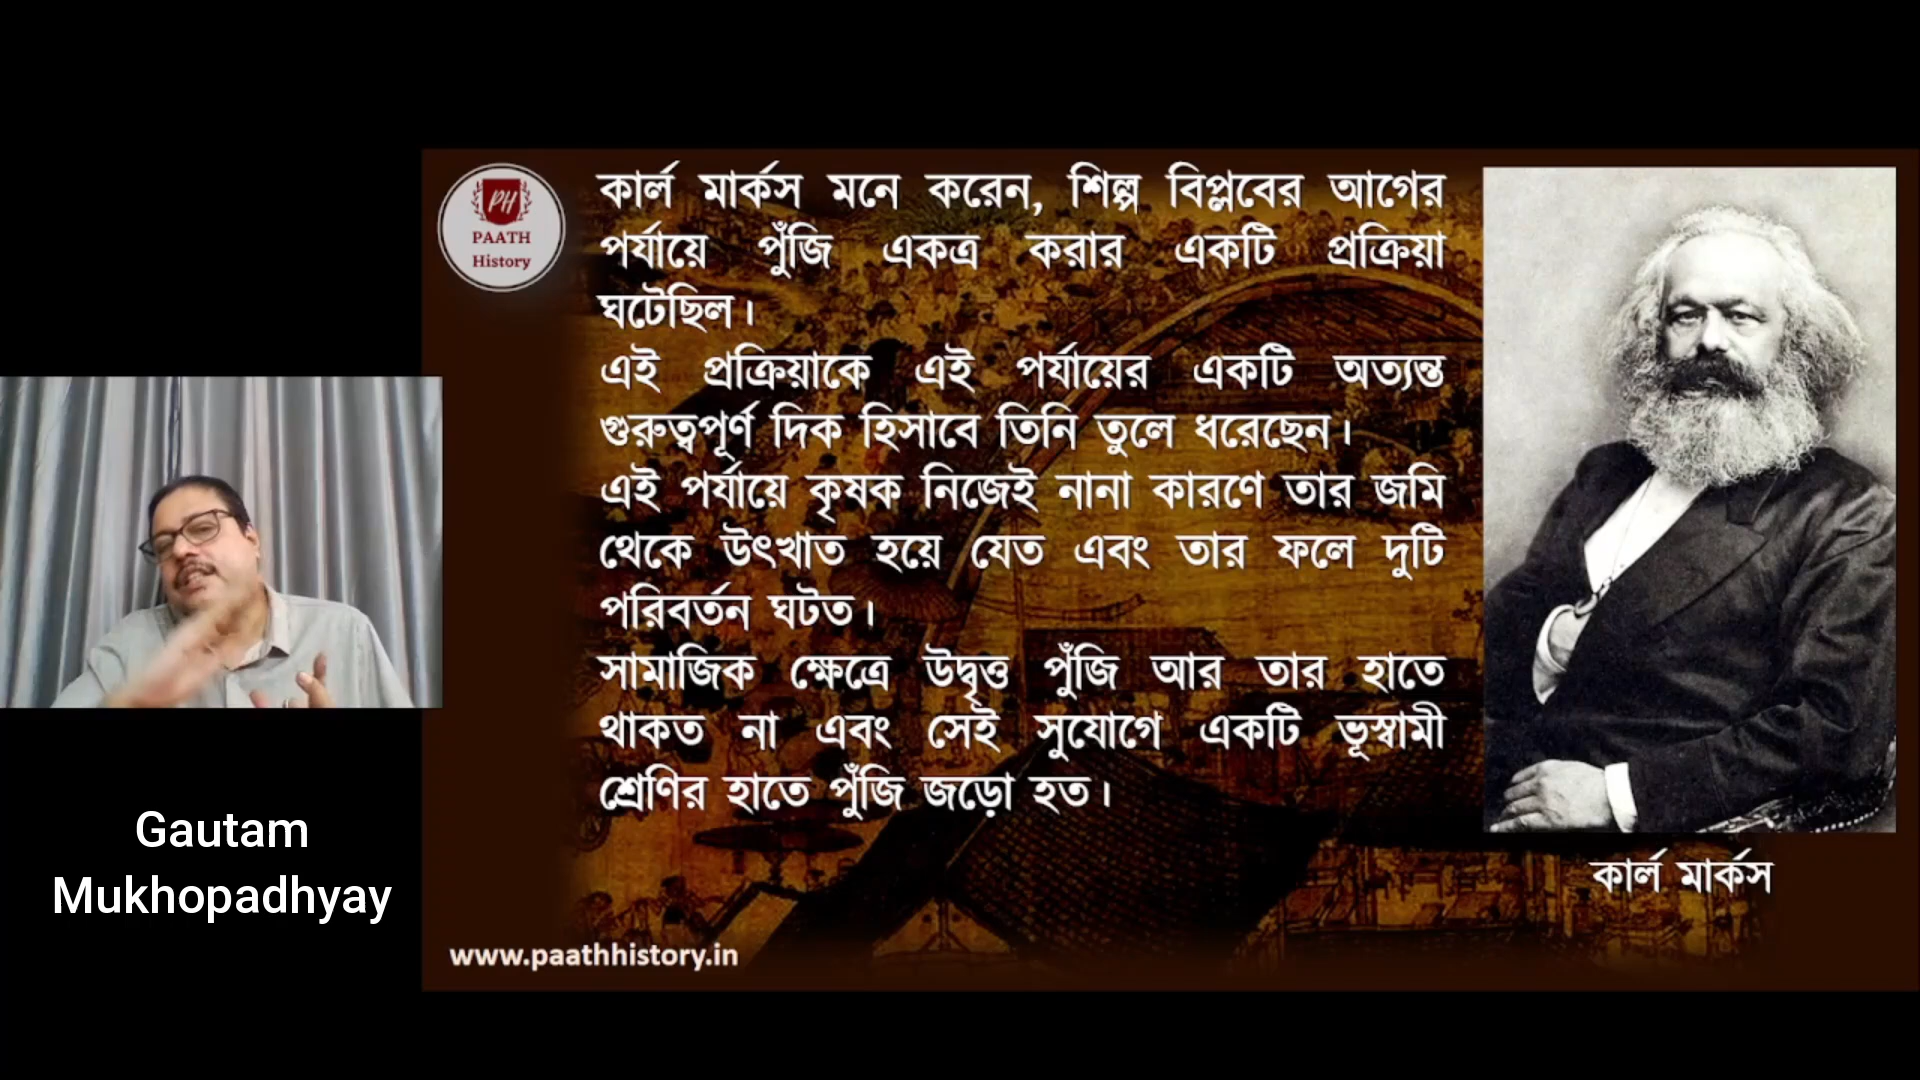 PH
PAATH
History
কার্ল মার্কস মনে করেন, শিল্প বিপ্লবের আগের
পর্যায়ে পুঁজি একত্র করার একটি প্রক্রিয়া
ঘটেছিল।
এই প্রক্রিয়াকে এই পর্যায়ের একটি অত্যন্ত
গুরুত্বপূর্ণ দিক হিসাবে তিনি তুলে ধরেছেন।
এই পর্যায়ে কৃষক নিজেই নানা কারণে তার জমি
থেকে উৎখাত হয়ে যেত এবং তার ফলে দুটি
পরিবর্তন ঘটত।
সামাজিক ক্ষেত্রে উদ্বৃত্ত পুঁজি আর তার হাতে
থাকত না এবং সেই সুযোগে একটি ভূস্বামী
শ্রেণির হাতে পুঁজি জড়ো হত।
কার্ল মার্কস
Gautam
Mukhopadhyay
www.paathhistory.in